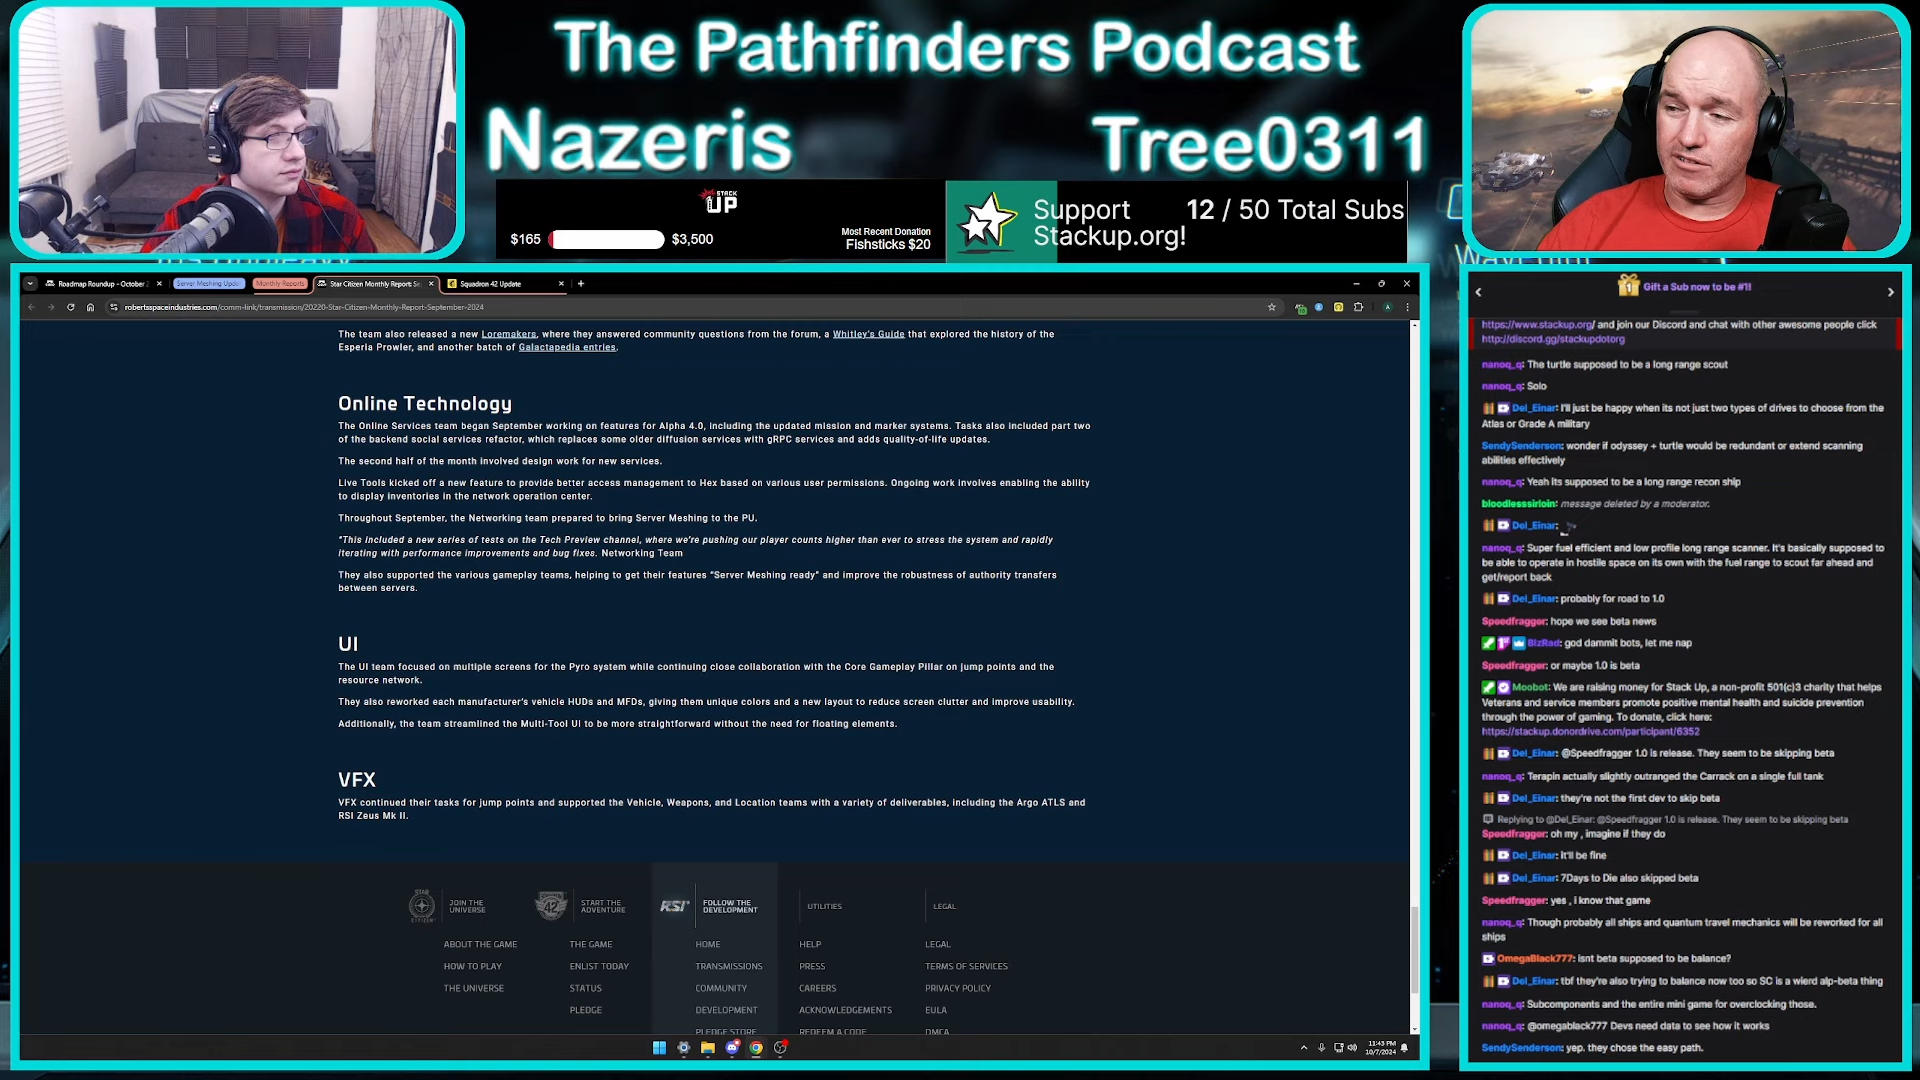 The Pathfinders Podcast
Nazeris
Tree0311
STACK
UP
$165
$3,500
Most Recent Donation
Fishsticks $20
Support
Stackup.org!
12 / 50 Total Subs
Roadmap Roundup - October 2
Server Meshing Upda
Monthly Reports
Star Citizen Monthly Report: Se
Squadron 42 Update
robertsspaceindustries.com/comm-link/transmission/20220-Star-Citizen-Monthly-Report-September-2024
The team also released a new Loremakers, where they answered community questions from the forum, a Whitley's Guide that explored the history of the
Esperia Prowler, and another batch of Galactapedia entries.
Online Technology
The Online Services team began September working on features for Alpha 4.0, including the updated mission and marker systems. Tasks also included part two
of the backend social services refactor, which replaces some older diffusion services with gRPC services and adds quality-of-life updates.
The second half of the month involved design work for new services.
Live Tools kicked off a new feature to provide better access management to Hex based on various user permissions. Ongoing work involves enabling the ability
to display inventories in the network operation center.
Throughout September, the Networking team prepared to bring Server Meshing to the PU.
"This included a new series of tests on the Tech Preview channel, where we're pushing our player counts higher than ever to stress the system and rapidly
iterating with performance improvements and bug fixes. Networking Team
They also supported the various gameplay teams, helping to get their features "Server Meshing ready" and improve the robustness of authority transfers
between servers.
UI
The UI team focused on multiple screens for the Pyro system while continuing close collaboration with the Core Gameplay Pillar on jump points and the
resource network.
They also reworked each manufacturer's vehicle HUDs and MFDs, giving them unique colors and a new layout to reduce screen clutter and improve usability.
Additionally, the team streamlined the Multi-Tool UI to be more straightforward without the need for floating elements.
VFX
VFX continued their tasks for jump points and supported the Vehicle, Weapons, and Location teams with a variety of deliverables, including the Argo ATLS and
RSI Zeus Mk II.
JOIN THE
UNIVERSE
START THE
ADVENTURE
RSI
FOLLOW THE
DEVELOPMENT
UTILITIES
LEGAL
ABOUT THE GAME
THE GAME
HOME
HELP
LEGAL
HOW TO PLAY
ENLIST TODAY
TRANSMISSIONS
PRESS
TERMS OF SERVICES
THE UNIVERSE
STATUS
COMMUNITY
CAREERS
PRIVACY POLICY
PLEDGE
DEVELOPMENT
ACKNOWLEDGEMENTS
EULA
PLEDGE STORE
REDEEM A CODE
DMCA
11:43 PM
10/7/2024
Gift a Sub now to be #1!
https://www.stackup.org/ and join our Discord and chat with other awesome people click
http://discord.gg/stackupdotorg
nanoq_q: The turtle supposed to be a long range scout
nanoq_q: Solo
Del_Einar: I'll just be happy when its not just two types of drives to choose from the
Atlas or Grade A military
SendySenderson: wonder if odyssey + turtle would be redundant or extend scanning
abilities effectively
nanoq_q: Yeah its supposed to be a long range recon ship
bloodlesssirloin: message deleted by a moderator.
Del_Einar:
nanoq_q: Super fuel efficient and low profile long range scanner. It's basically supposed to
be able to operate in hostile space on its own with the fuel range to scout far ahead and
get/report back
Del_Einar: probably for road to 1.0
Speedfragger: hope we see beta news
BizRad: god dammit bots, let me nap
Speedfragger: or maybe 1.0 is beta
Moobot: We are raising money for Stack Up, a non-profit 501(c)3 charity that helps
Veterans and service members promote positive mental health and suicide prevention
through the power of gaming. To donate, click here:
https://stackup.donordrive.com/participant/6352
Del_Einar: @Speedfragger 1.0 is release. They seem to be skipping beta
nanoq_q: Terapin actually slightly outranged the Carrack on a single full tank
Del_Einar: they're not the first dev to skip beta
Replying to @Del_Einar: @Speedfragger 1.0 is release. They seem to be skipping beta
Speedfragger: oh my , imagine if they do
Del_Einar: it'll be fine
Del_Einar: 7Days to Die also skipped beta
Speedfragger: yes , i know that game
nanoq_q: Though probably all ships and quantum travel mechanics will be reworked for all
ships
OmegaBlack777: isnt beta supposed to be balance?
Del_Einar: tbf they're also trying to balance now too so SC is a wierd alp-beta thing
nanoq_q: Subcomponents and the entire mini game for overclocking those.
nanoq_q: @omegablack777 Devs need data to see how it works
SendySenderson: yep. they chose the easy path.